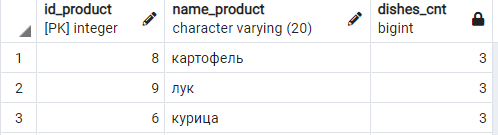 id_product name_product dishes_cnt
[PK] integer character varying (20) bigint
1 8 картофель 3
2 9 лук 3
3 6 курица 3